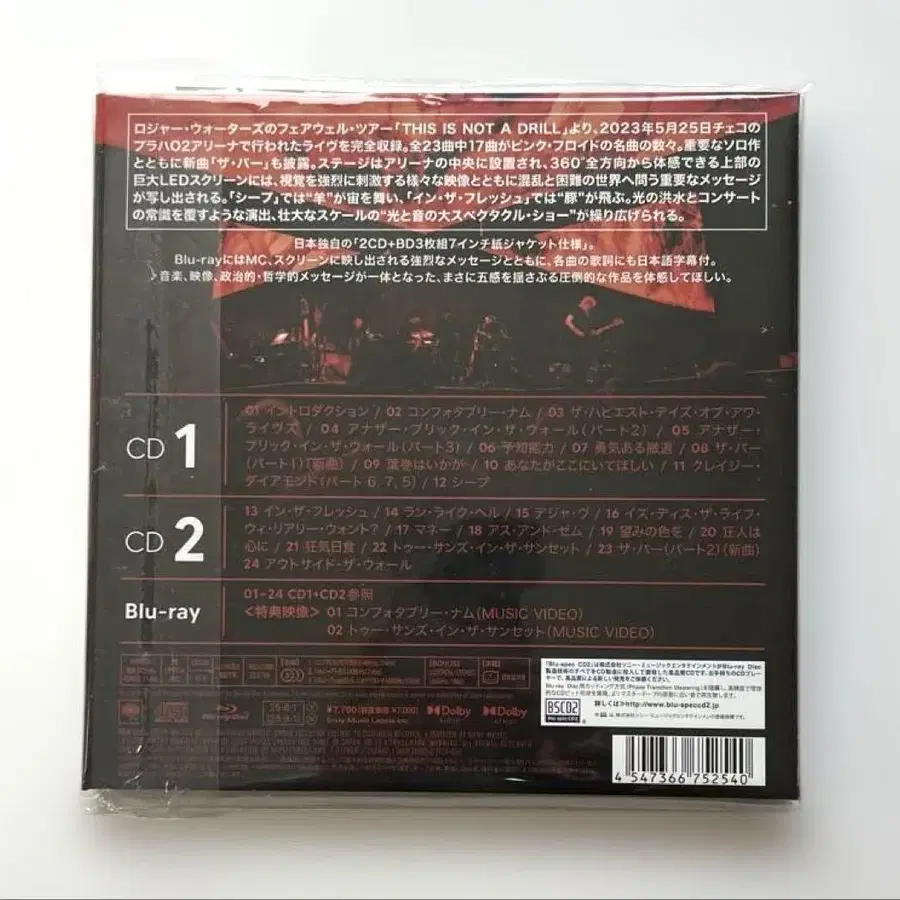 ロジャー・ウォーターズのフェアウェル・ツアー「THIS IS NOT A DRILL」より、2023年5月25日チェコの
プラハO2アリーナで行われたライヴを完全収録。全23曲中17曲がピンク・フロイドの名曲の数々。重要なソロ作
とともに新曲「ザ・バー」も披露。ステージはアリーナの中央に設置され、360°全方向から体感できる上部の
巨大LEDスクリーンには、視覚を強烈に刺激する様々な映像とともに混乱と困難の世界へ問う重要なメッセージ
が写し出される。「シープ」では“羊”が宙を舞い、「イン・ザ・フレッシュ」では“豚”が飛ぶ。光の洪水とコンサート
の常識を覆すような演出、壮大なスケールの“光と音の大スペクタクル・ショー”が繰り広げられる。
日本独自の「2CD+BD3枚組7インチ紙ジャケット仕様」。
Blu-rayにはMC、スクリーンに映し出される強烈なメッセージとともに、各曲の歌詞にも日本語字幕付。
音楽、映像、政治的・哲学的メッセージが一体となった、まさに五感を揺さぶる圧倒的な作品を体感してほしい。
CD 1
01 イントロダクション / 02 コンフォタブリー・ナム / 03 ザ・ハピエスト・デイズ・オブ・アワ・
ライヴズ / 04 アナザー・ブリック・イン・ザ・ウォール(パート2) / 05 アナザー・
ブリック・イン・ザ・ウォール(パート3) / 06 予知能力 / 07 勇気ある撤退 / 08 ザ・バー
(パート1)(新曲) / 09 葉巻はいかが / 10 あなたがここにいてほしい / 11 クレイジー・
ダイアモンド(パート 6, 7, 5) / 12 シープ
CD 2
13 イン・ザ・フレッシュ / 14 ラン・ライク・ヘル / 15 デジャ・ヴ / 16 イズ・ディス・ザ・ライフ・
ウィ・リアリー・ウォント? / 17 マネー / 18 アス・アンド・ゼム / 19 望みの色を / 20 狂人は
心に / 21 狂気日食 / 22 トゥー・サンズ・イン・ザ・サンセット / 23 ザ・バー(パート2)(新曲)
24 アウトサイド・ザ・ウォール
Blu-ray
01-24 CD1+CD2参照
<特典映像> 01 コンフォタブリー・ナム(MUSIC VIDEO)
02 トゥー・サンズ・イン・ザ・サンセット(MUSIC VIDEO)
¥7,700
Dolby
Dolby
BSCD2
詳しくは>http://www.blu-speccd2.jp
4 547366 752540